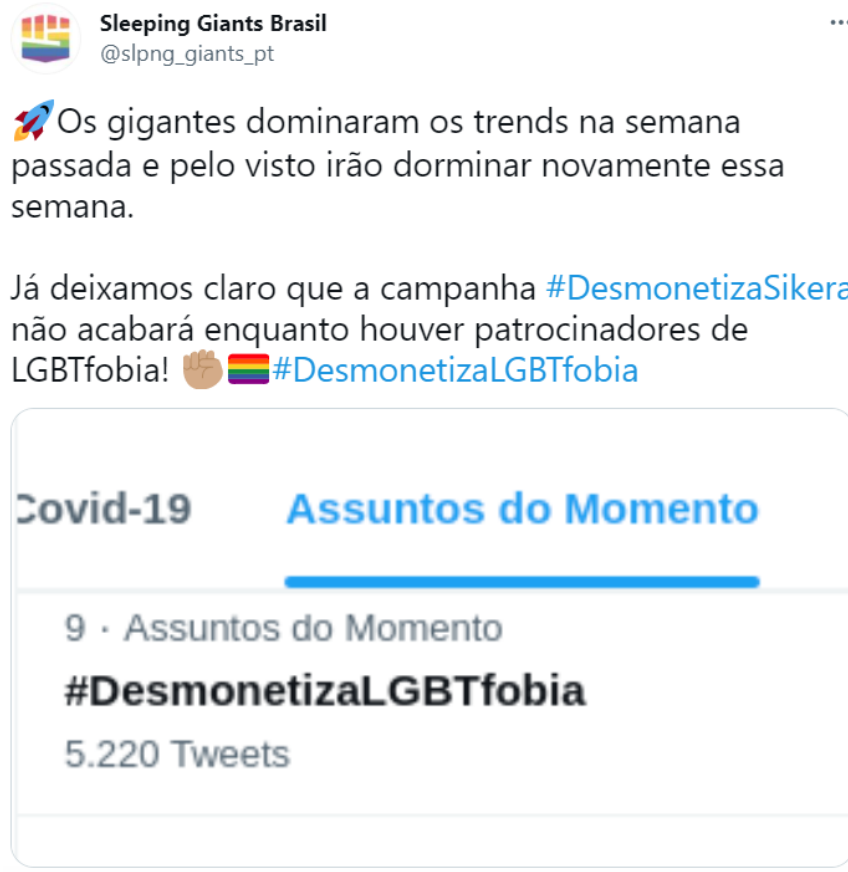 Sleeping Giants Brasil
@slpng_giants_pt
🚀Os gigantes dominaram os trends na semana
passada e pelo visto irão dorminar novamente essa
semana.
Já deixamos claro que a campanha #DesmonetizaSikera
não acabará enquanto houver patrocinadores de
LGBTfobia! ✊🏽🏳️‍🌈#DesmonetizaLGBTfobia
Covid-19 Assuntos do Momento
9 · Assuntos do Momento
#DesmonetizaLGBTfobia
5.220 Tweets